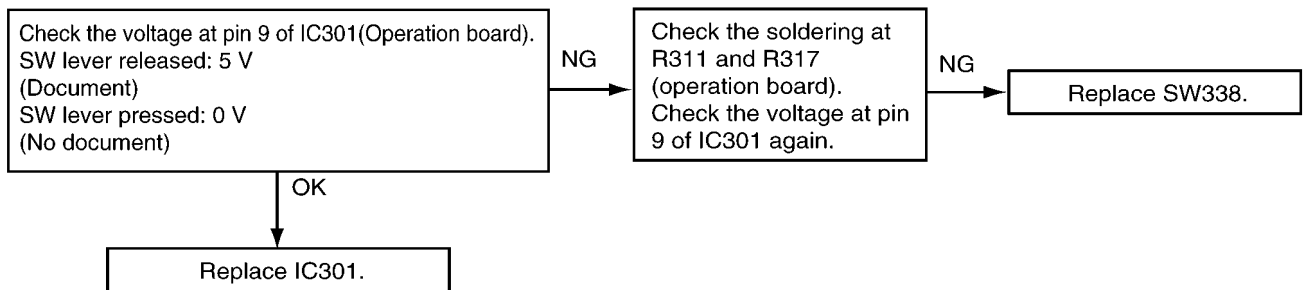 Check the voltage at pin 9 of IC301(Operation board).
SW lever released: 5 V
(Document)
SW lever pressed: 0 V
(No document)
NG
Check the soldering at
R311 and R317
(operation board).
Check the voltage at pin
9 of IC301 again.
NG
Replace SW338.
OK
Replace IC301.